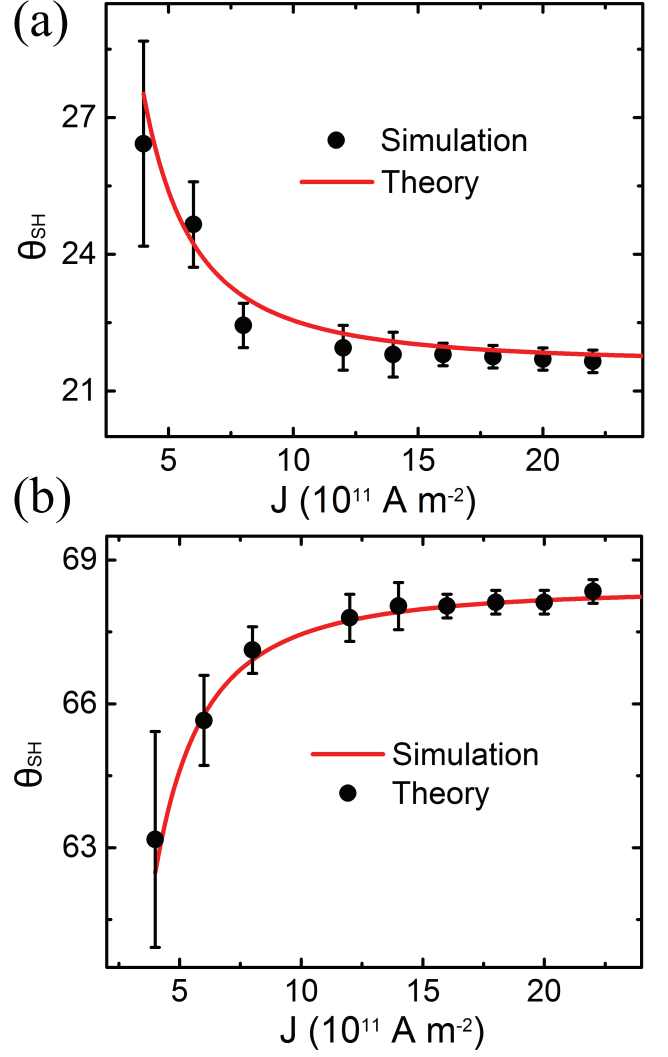 (a)
27
24
21
θSH
Simulation
Theory
5 10 15 20
J (10¹¹ A m⁻²)
(b)
69
66
63
θSH
Simulation
Theory
5 10 15 20
J (10¹¹ A m⁻²)